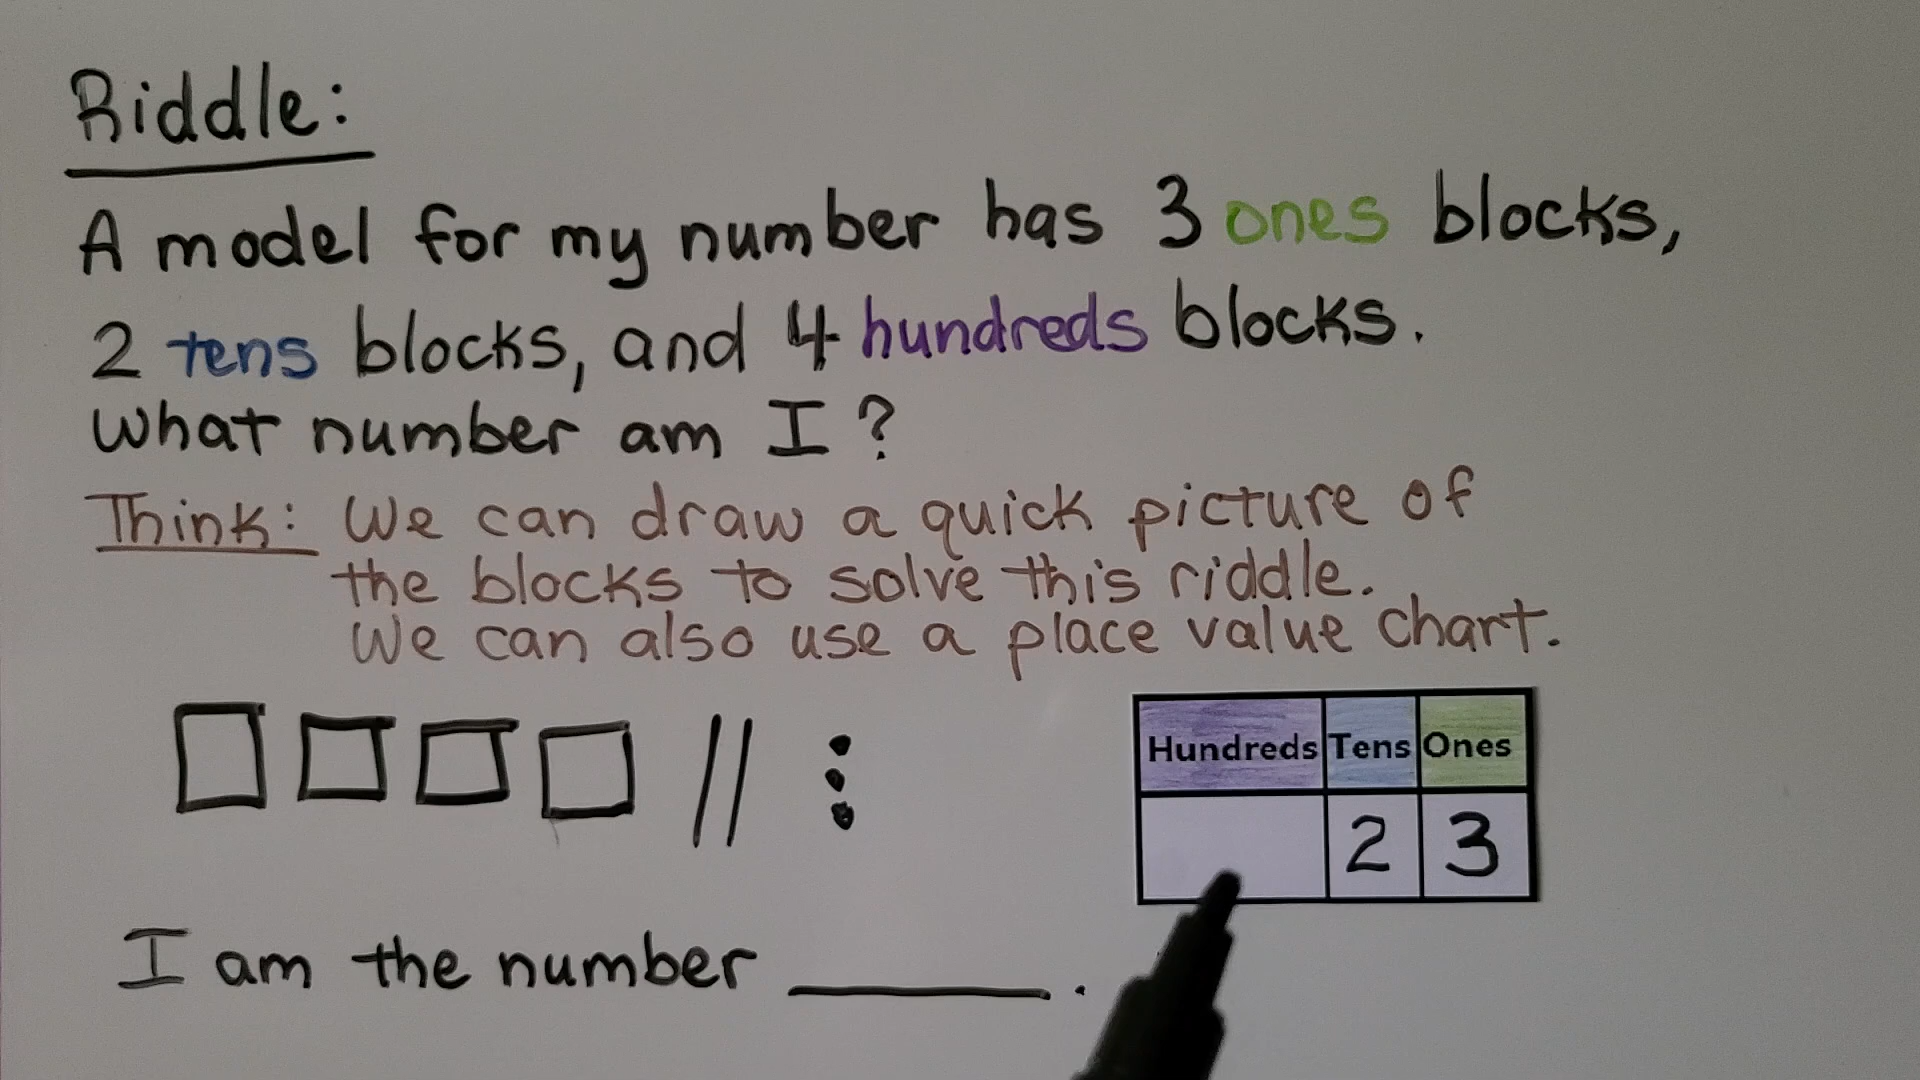 Riddle:
A model for my number has 3 ones blocks,
2 tens blocks, and 4 hundreds blocks.
What number am I?
Think: We can draw a quick picture of
the blocks to solve this riddle.
We can also use a place value chart.
Hundreds Tens Ones
2 3
I am the number ______.